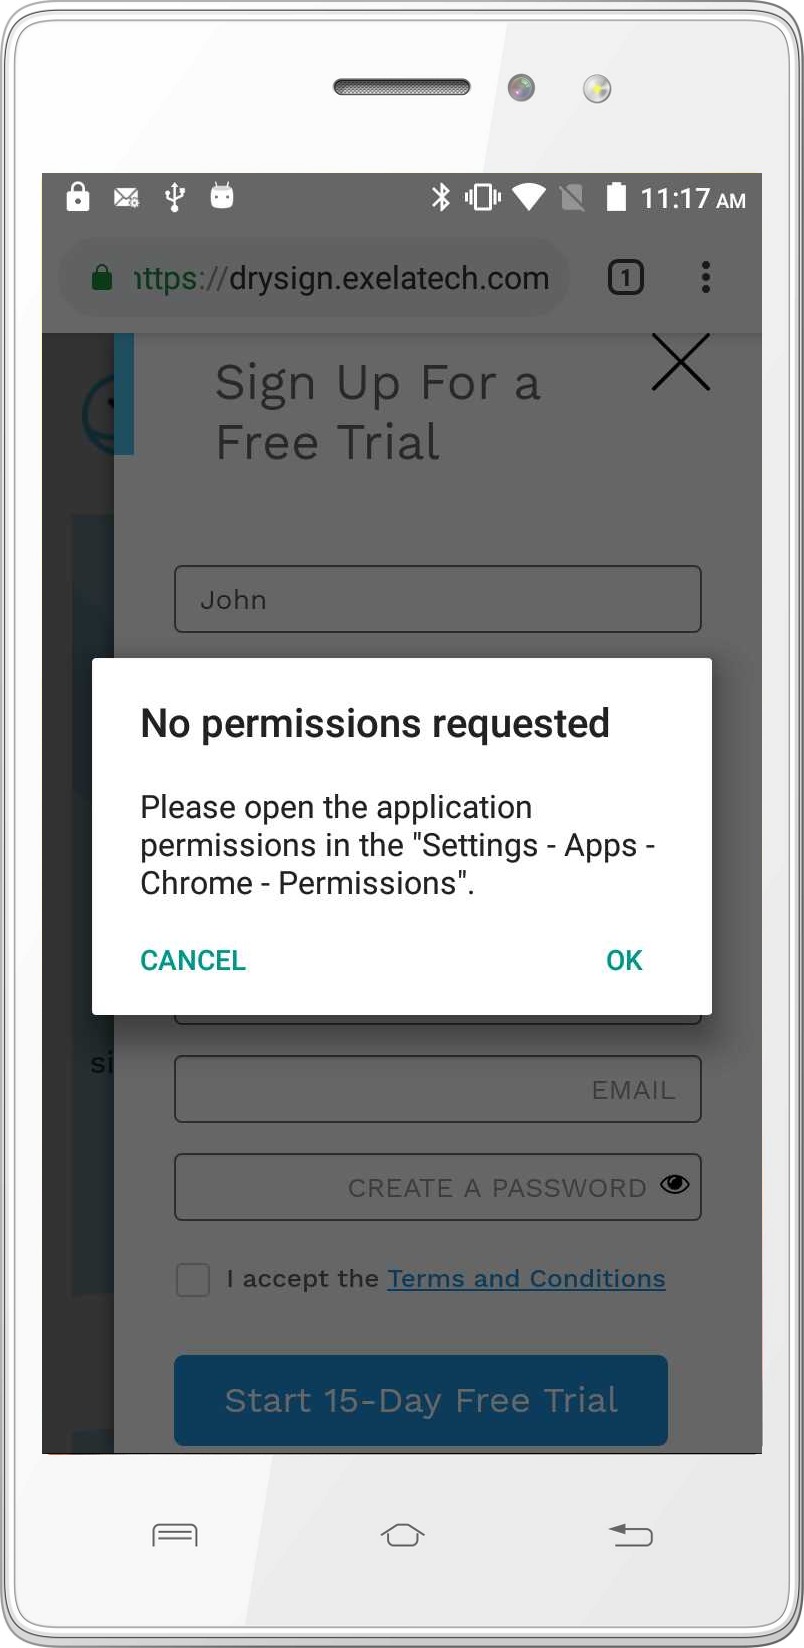 11:17 AM
https://drysign.exelatech.com
1
Sign Up For a
Free Trial
John
No permissions requested
Please open the application
permissions in the "Settings - Apps -
Chrome - Permissions".
CANCEL
OK
si
EMAIL
CREATE A PASSWORD
I accept the Terms and Conditions
Start 15-Day Free Trial